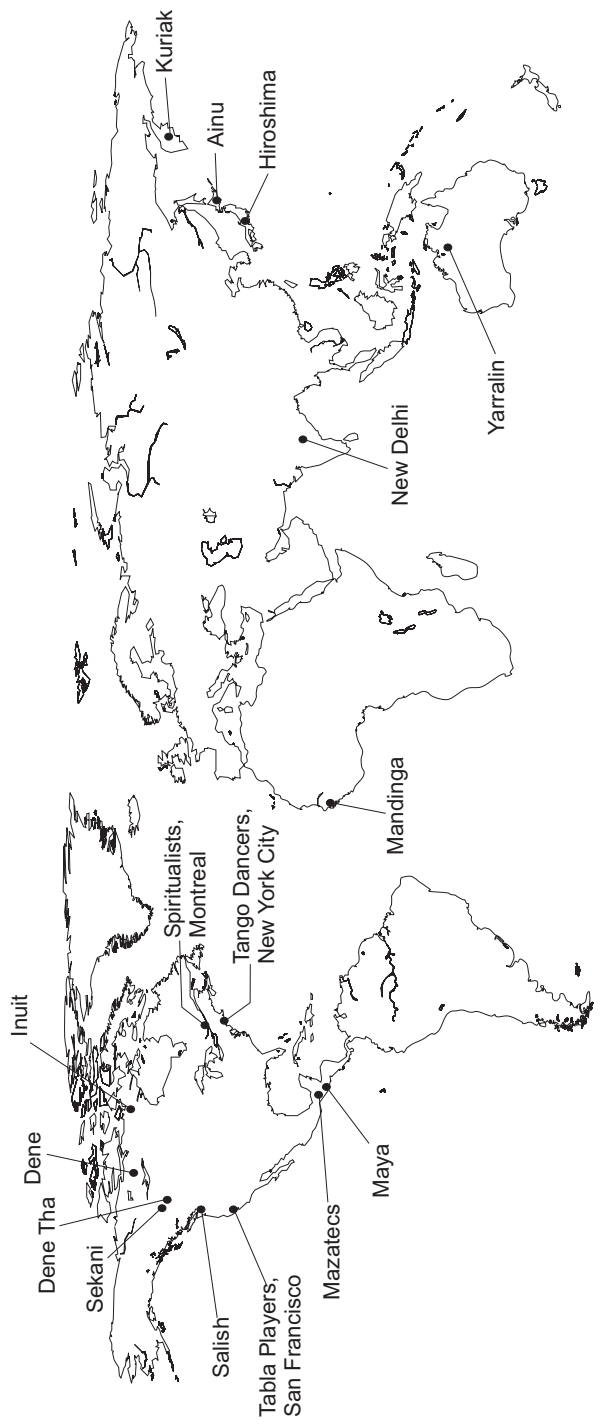 Inuit
Dene
Dene Tha
Sekani
Salish
Tabla Players,
San Francisco
Mazatecs
Maya
Spiritualists,
Montreal
Tango Dancers,
New York City
Mandinga
New Delhi
Yarralin
Kuriak
Ainu
Hiroshima